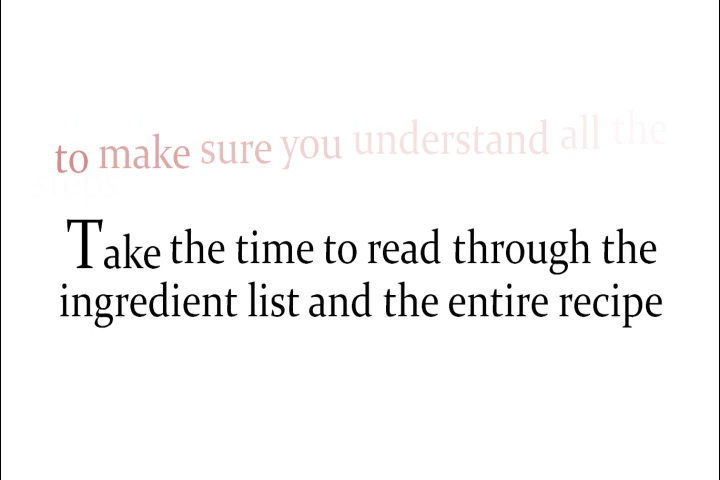 to make sure you understand all the
Take the time to read through the
ingredient list and the entire recipe